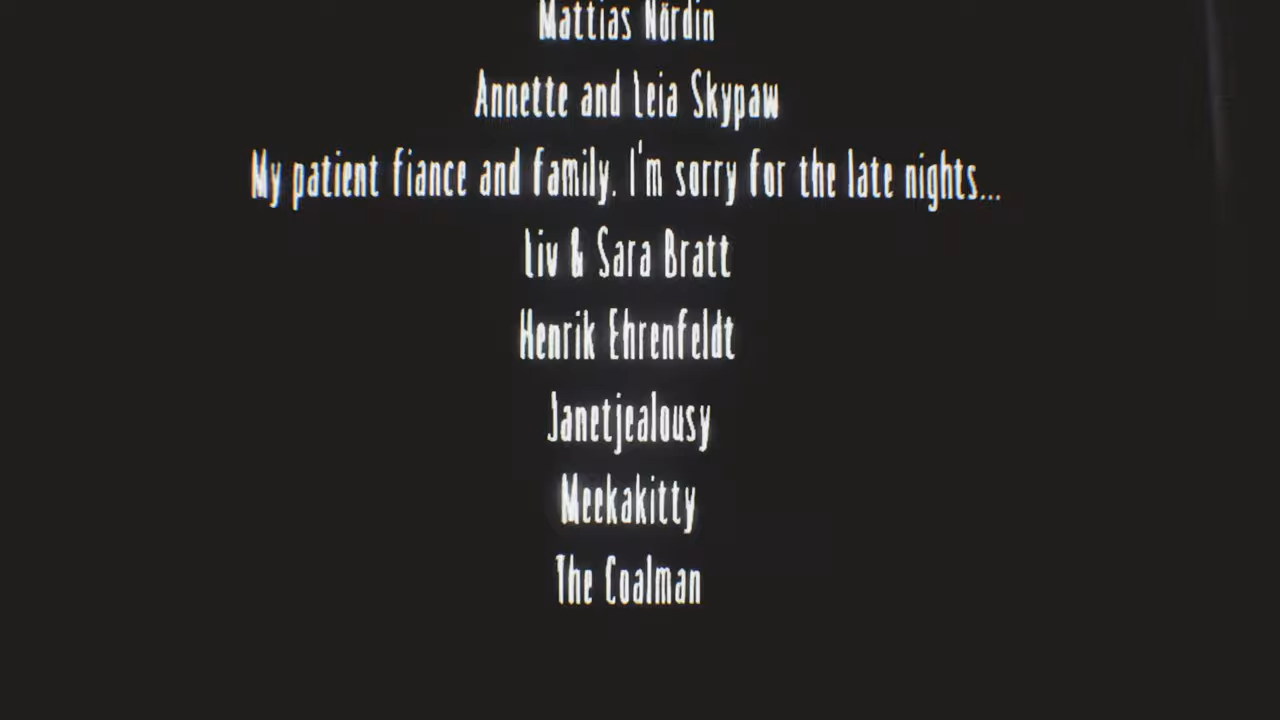 Mattias Nördin
Annette and Leia Skypaw
My patient fiance and family. I'm sorry for the late nights...
Liv & Sara Bratt
Henrik Ehrenfeldt
Janetjealousy
Meekakitty
The Coalman